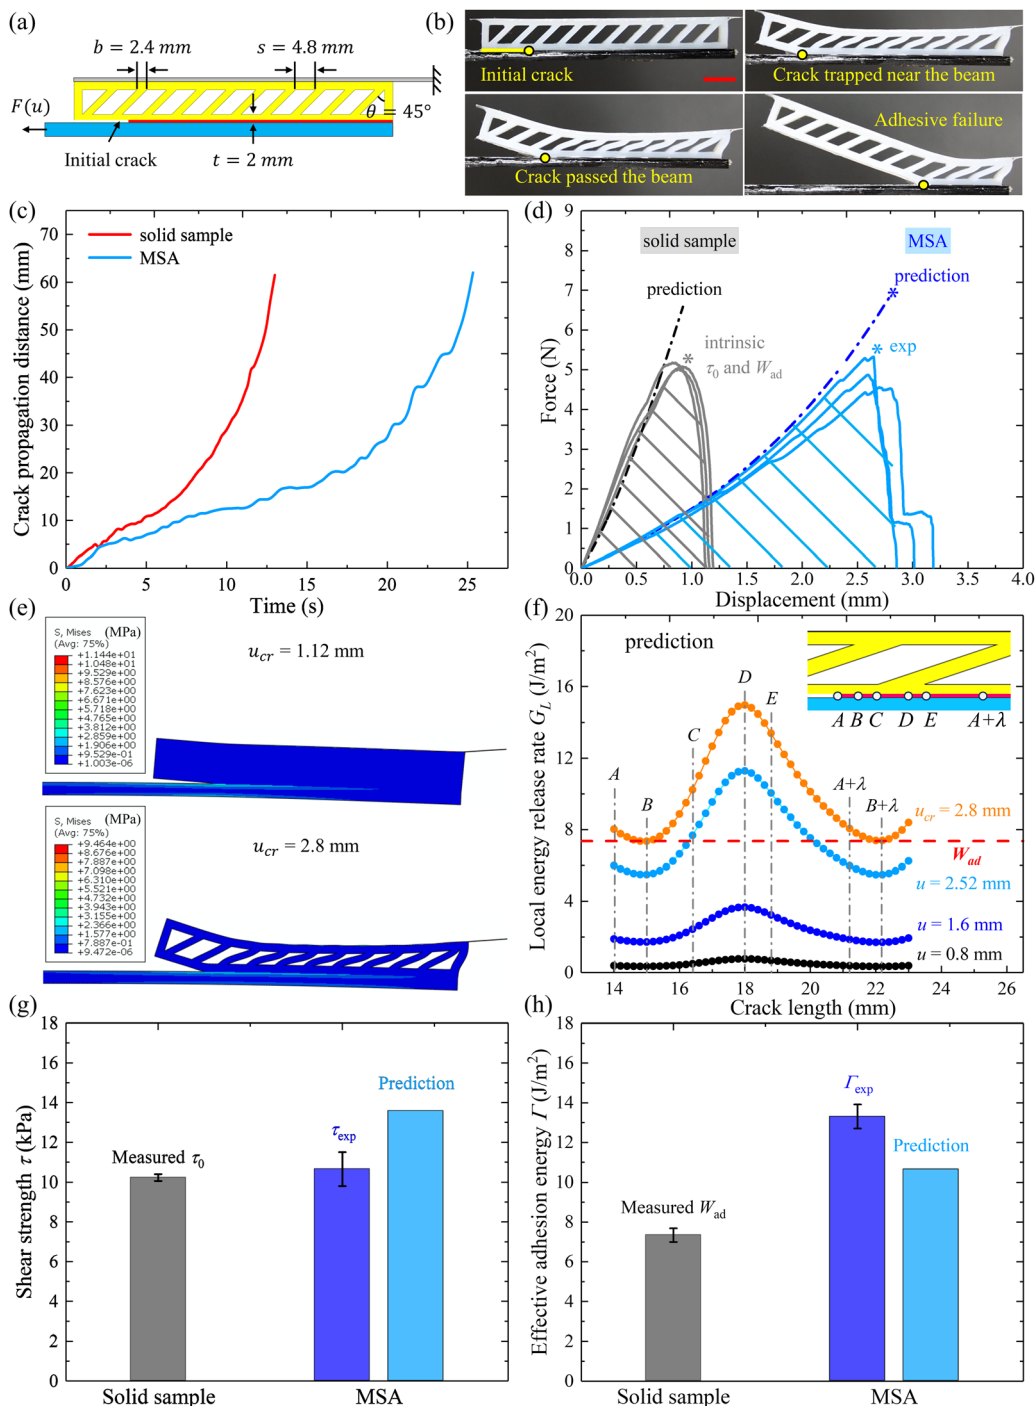 (a)
b = 2.4 mm
s = 4.8 mm
F(u)
θ = 45°
Initial crack
t = 2 mm
(b)
Initial crack
Crack trapped near the beam
Crack passed the beam
Adhesive failure
(c)
Crack propagation distance (mm)
70
60
50
40
30
20
10
0
solid sample
MSA
0
5
10
15
20
25
Time (s)
(d)
Force (N)
9
8
7
6
5
4
3
2
1
0
solid sample
MSA
prediction
prediction
intrinsic
τ0 and Wad
exp
* * *
0.0
0.5
1.0
1.5
2.0
2.5
3.0
3.5
4.0
Displacement (mm)
(e)
S, Mises (MPa)
(Avg: 75%)
+1.144e+01
+1.048e+01
+9.529e+00
+8.576e+00
+7.623e+00
+6.671e+00
+5.718e+00
+4.765e+00
+3.812e+00
+2.859e+00
+1.906e+00
+9.529e-01
+1.003e-06
ucr = 1.12 mm
S, Mises (MPa)
(Avg: 75%)
+9.464e+00
+8.676e+00
+7.887e+00
+7.098e+00
+6.310e+00
+5.521e+00
+4.732e+00
+3.943e+00
+3.155e+00
+2.366e+00
+1.577e+00
+7.887e-01
+9.472e-06
ucr = 2.8 mm
(f)
Local energy release rate GL (J/m²)
20
16
12
8
4
0
prediction
A
B
C
D
E
A+λ
B+λ
A B C D E A+λ
ucr = 2.8 mm
Wad
u = 2.52 mm
u = 1.6 mm
u = 0.8 mm
14
16
18
20
22
24
26
Crack length (mm)
(g)
Shear strength τ (kPa)
18
16
14
12
10
8
6
4
2
0
Measured τ0
τexp
Prediction
Solid sample
MSA
(h)
Effective adhesion energy Γ (J/m²)
18
16
14
12
10
8
6
4
2
0
Measured Wad
Γexp
Prediction
Solid sample
MSA